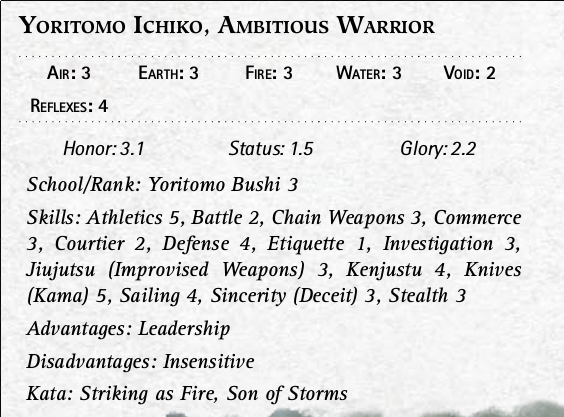 Yoritomo Ichiko, Ambitious Warrior
Air: 3 Earth: 3 Fire: 3 Water: 3 Void: 2
Reflexes: 4
Honor: 3.1 Status: 1.5 Glory: 2.2
School/Rank: Yoritomo Bushi 3
Skills: Athletics 5, Battle 2, Chain Weapons 3, Commerce
3, Courtier 2, Defense 4, Etiquette 1, Investigation 3,
Jiujutsu (Improvised Weapons) 3, Kenjustu 4, Knives
(Kama) 5, Sailing 4, Sincerity (Deceit) 3, Stealth 3
Advantages: Leadership
Disadvantages: Insensitive
Kata: Striking as Fire, Son of Storms